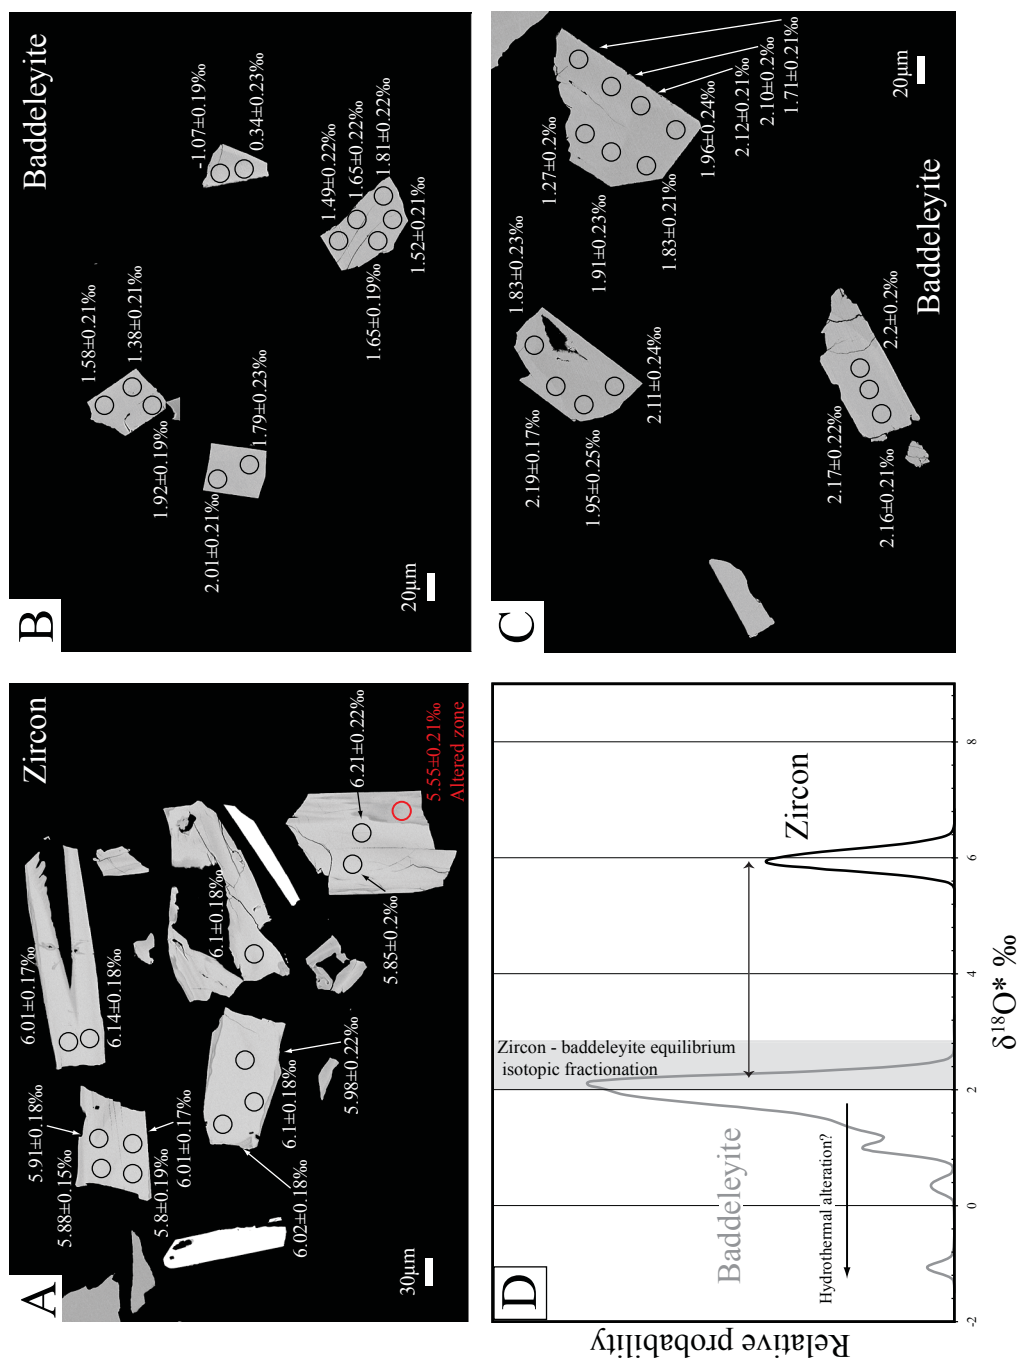 A
Zircon
5.91±0.18‰
5.88±0.15‰
5.8±0.19‰
6.01±0.17‰
6.01±0.17‰
6.14±0.18‰
6.1±0.18‰
6.02±0.18‰
6.1±0.18‰
5.98±0.22‰
5.85±0.2‰
6.21±0.22‰
5.55±0.21‰
Altered zone
30µm
B
Baddeleyite
-1.07±0.19‰
0.34±0.23‰
1.58±0.21‰
1.38±0.21‰
1.92±0.19‰
2.01±0.21‰
1.79±0.23‰
1.49±0.22‰
1.65±0.22‰
1.81±0.22‰
1.65±0.19‰
1.52±0.21‰
20µm
C
1.27±0.2‰
1.91±0.23‰
1.83±0.21‰
1.96±0.24‰
2.12±0.21‰
2.10±0.2‰
1.71±0.21‰
1.83±0.23‰
2.19±0.17‰
1.95±0.25‰
2.11±0.24‰
2.17±0.22‰
2.16±0.21‰
2.2±0.2‰
Baddeleyite
20µm
D
Zircon - baddeleyite equilibrium
isotopic fractionation
Baddeleyite
Zircon
Hydrothermal alteration?
Relative probability
-2
0
2
4
6
8
δ¹⁸O* ‰